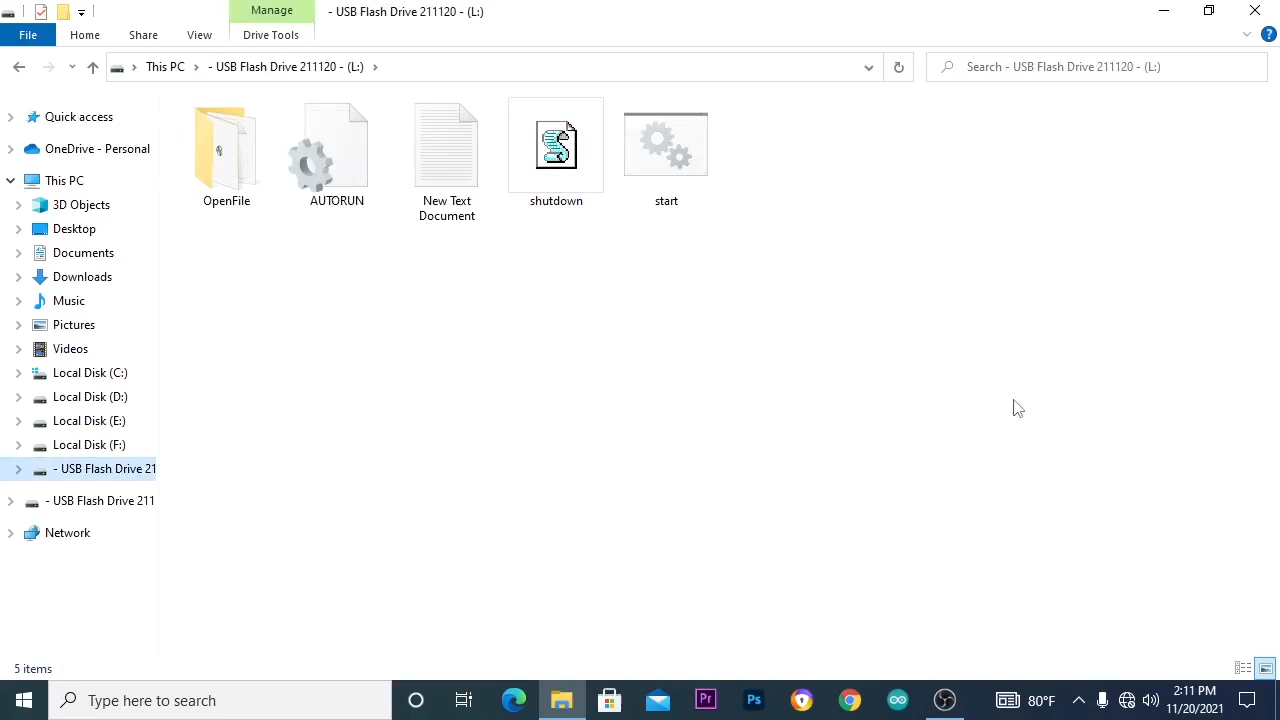 Manage
- USB Flash Drive 211120 - (L:)
File
Home
Share
View
Drive Tools
This PC
- USB Flash Drive 211120 - (L:)
Search - USB Flash Drive 211120 - (L:)
Quick access
OneDrive - Personal
This PC
3D Objects
Desktop
Documents
Downloads
Music
Pictures
Videos
Local Disk (C:)
Local Disk (D:)
Local Disk (E:)
Local Disk (F:)
- USB Flash Drive 21
- USB Flash Drive 211
Network
OpenFile
AUTORUN
New Text
Document
shutdown
start
5 items
Type here to search
Pr
Ps
80°F
2:11 PM
11/20/2021